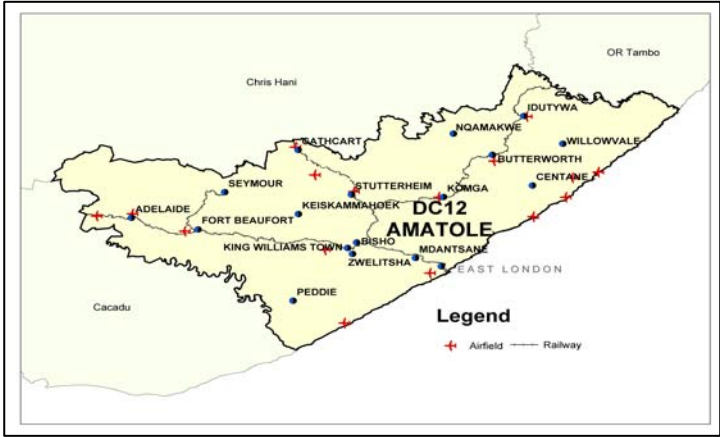 OR Tambo
Chris Hani
IDUTYWA
NQAMAKWE
CATHCART
WILLOWVALE
BUTTERWORTH
SEYMOUR
STUTTERHEIM
KOMGA
CENTANE
KEISKAMMAHOEK
ADELAIDE
DC12
FORT BEAUFORT
AMATOLE
BISHO
KING WILLIAMS TOWN
MDANTSANE
ZWELITSHA
EAST LONDON
PEDDIE
Cacadu
Legend
Airfield
Railway